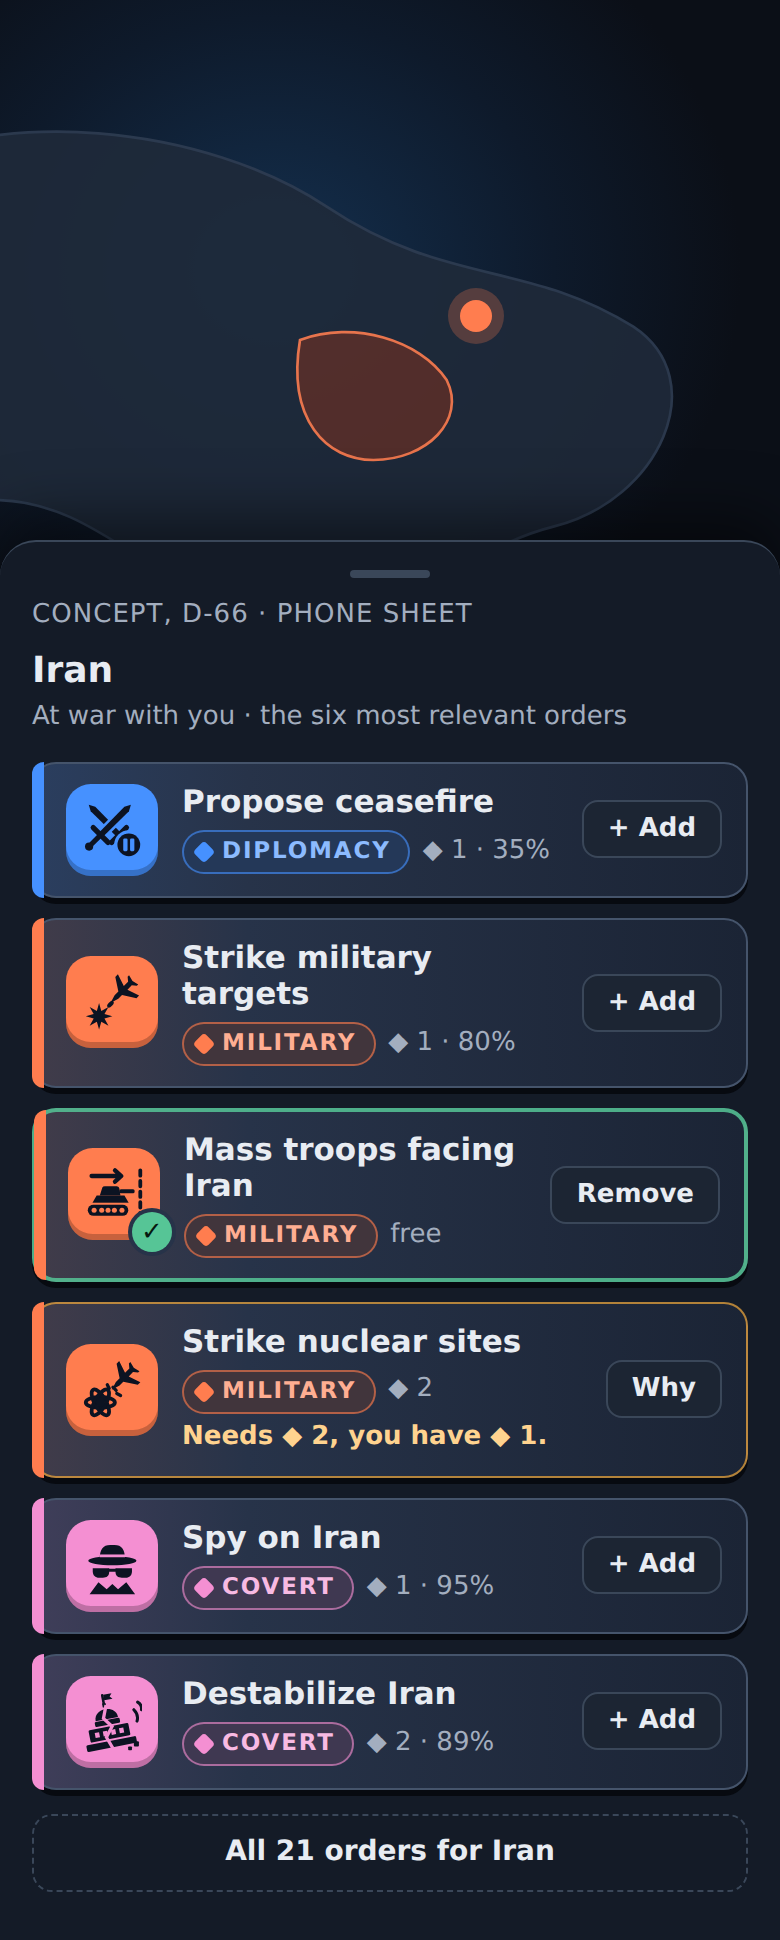 CONCEPT, D-66 · PHONE SHEET
Iran
At war with you · the six most relevant orders
Propose ceasefire
◆ DIPLOMACY ◆ 1 · 35%
+ Add
Strike military
targets
◆ MILITARY ◆ 1 · 80%
+ Add
Mass troops facing
Iran
◆ MILITARY free
Remove
✓
Strike nuclear sites
◆ MILITARY ◆ 2
Needs ◆ 2, you have ◆ 1.
Why
Spy on Iran
◆ COVERT ◆ 1 · 95%
+ Add
Destabilize Iran
◆ COVERT ◆ 2 · 89%
+ Add
All 21 orders for Iran